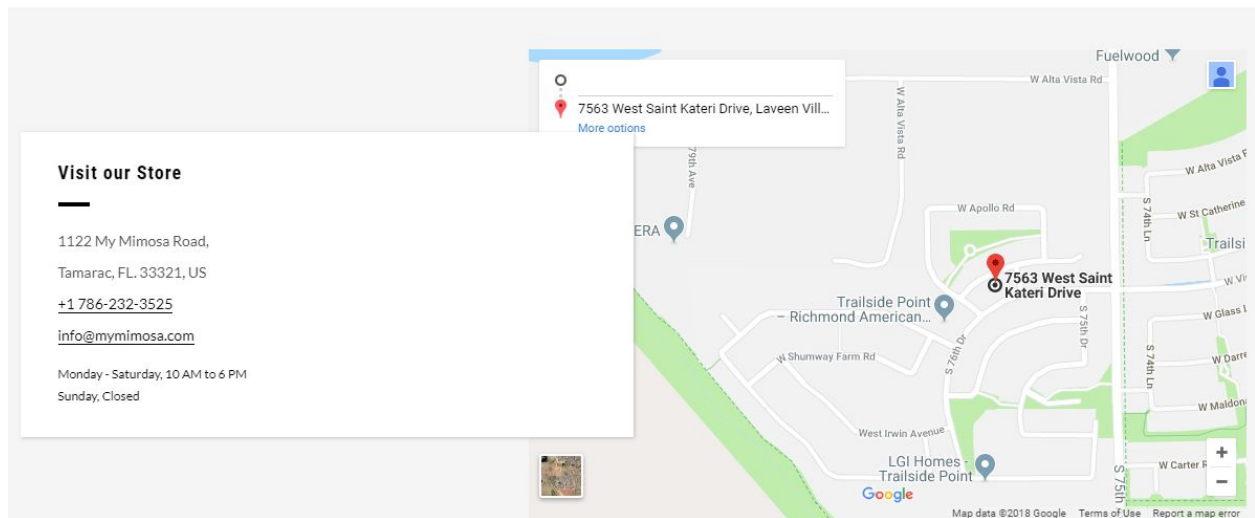 Visit our Store
1122 My Mimosa Road,
Tamarac, FL. 33321, US
+1 786-232-3525
info@mymimosa.com
Monday - Saturday, 10 AM to 6 PM
Sunday, Closed
7563 West Saint Kateri Drive, Laveen Vill...
More options
Fuelwood
W Alta Vista Rd
W Alta Vista Rd
79th Ave
W Alta Vista
ERA
W Apollo Rd
S 74th Ln
W St Catherine
Trailsi
7563 West Saint
Kateri Drive
Trailside Point
– Richmond American...
S 75th Dr
W Glass
W Shumway Farm Rd
S 76th Dr
S 74th Ln
W Darre
W Maldon
West Irwin Avenue
LGI Homes -
Trailside Point
S 75th
W Carter
+
−
Google
Map data ©2018 Google Terms of Use Report a map error